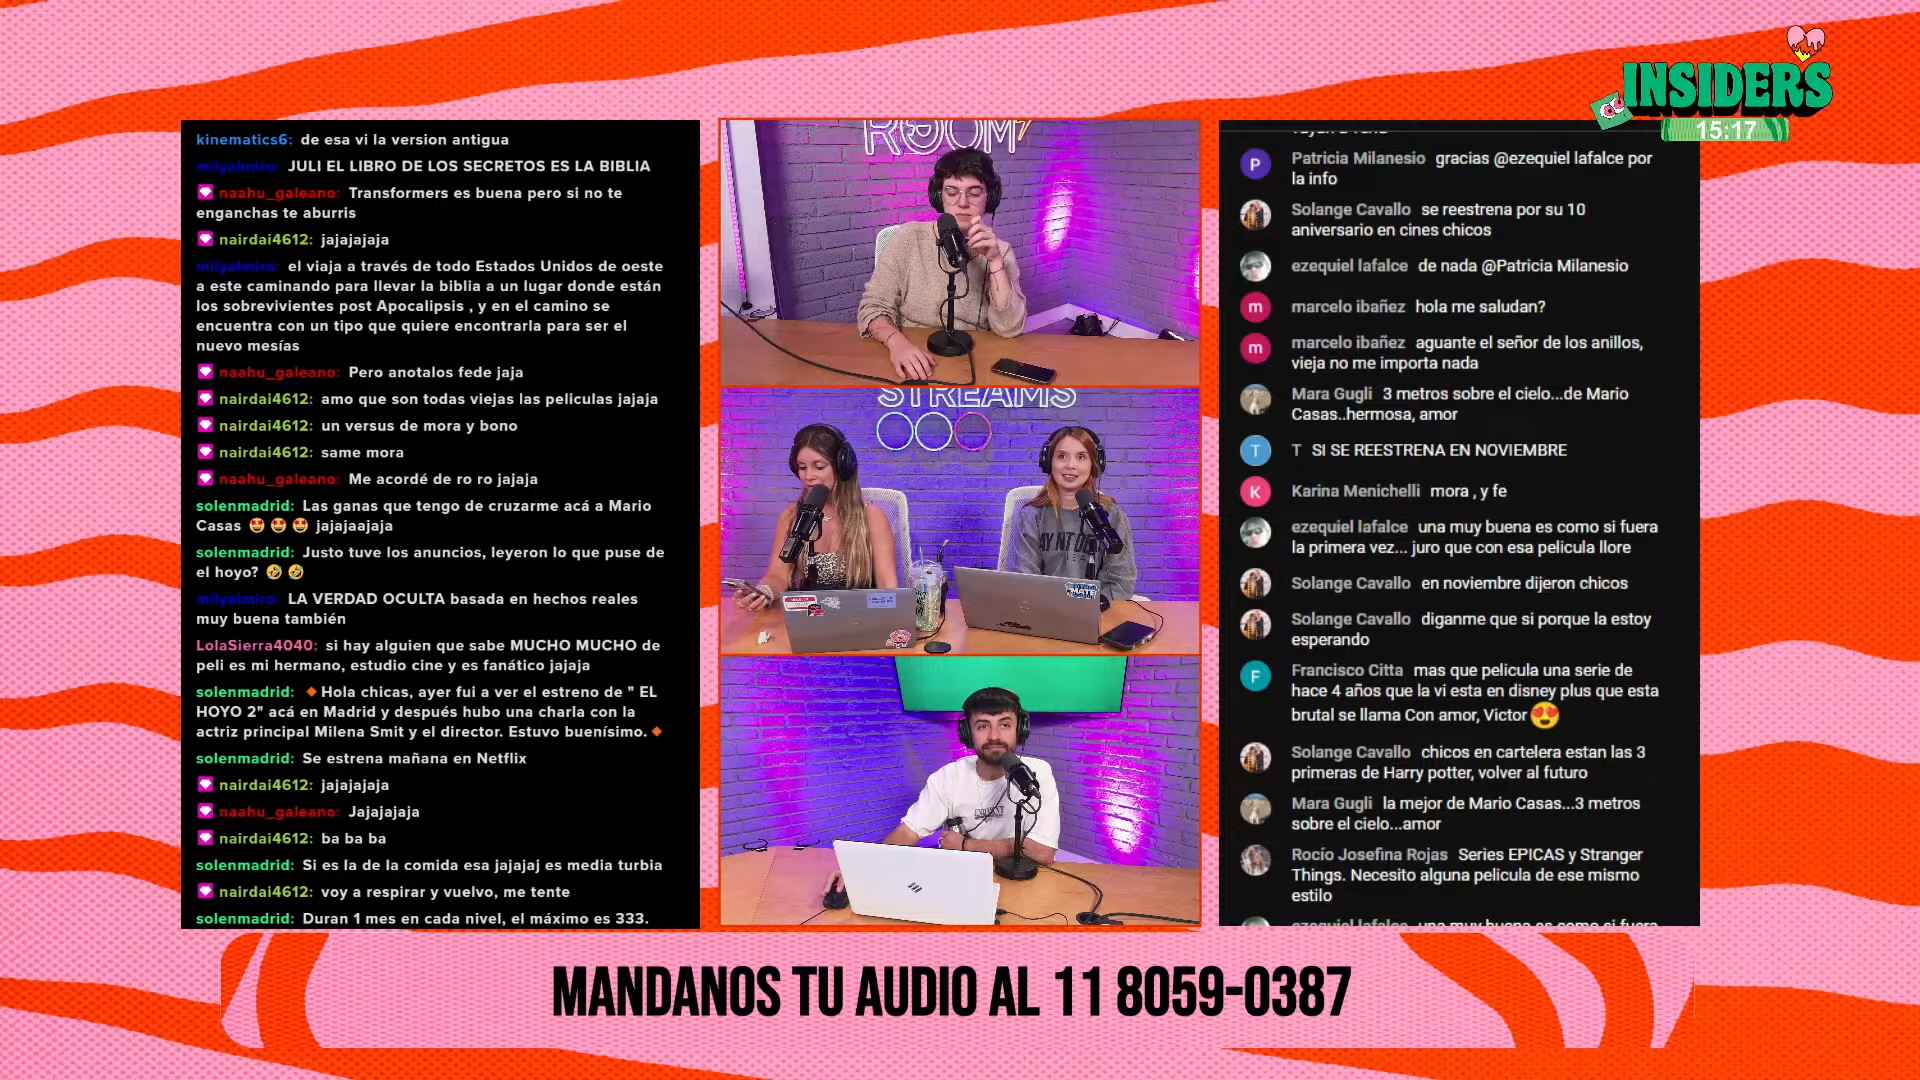 INSIDERS
15:17
kinematics6: de esa vi la version antigua
milyalmiro: JULI EL LIBRO DE LOS SECRETOS ES LA BIBLIA
naahu_galeano: Transformers es buena pero si no te
enganchas te aburris
nairdai4612: jajajajaja
milyalmiro: el viaja a través de todo Estados Unidos de oeste
a este caminando para llevar la biblia a un lugar donde están
los sobrevivientes post Apocalipsis , y en el camino se
encuentra con un tipo que quiere encontrarla para ser el
nuevo mesías
naahu_galeano: Pero anotalos fede jaja
nairdai4612: amo que son todas viejas las peliculas jajaja
nairdai4612: un versus de mora y bono
nairdai4612: same mora
naahu_galeano: Me acordé de ro ro jajaja
solenmadrid: Las ganas que tengo de cruzarme acá a Mario
Casas 🤩 🤩 🤩 jajajaajaja
solenmadrid: Justo tuve los anuncios, leyeron lo que puse de
el hoyo? 🤣 🤣
milyalmiro: LA VERDAD OCULTA basada en hechos reales
muy buena también
LolaSierra4040: si hay alguien que sabe MUCHO MUCHO de
peli es mi hermano, estudio cine y es fanático jajaja
solenmadrid: 🔸Hola chicas, ayer fui a ver el estreno de " EL
HOYO 2" acá en Madrid y después hubo una charla con la
actriz principal Milena Smit y el director. Estuvo buenísimo.🔸
solenmadrid: Se estrena mañana en Netflix
nairdai4612: jajajajaja
naahu_galeano: Jajajajaja
nairdai4612: ba ba ba
solenmadrid: Si es la de la comida esa jajajaj es media turbia
nairdai4612: voy a respirar y vuelvo, me tente
solenmadrid: Duran 1 mes en cada nivel, el máximo es 333.
ROOM
STREAMS
Patricia Milanesio gracias @ezequiel lafalce por
la info
Solange Cavallo se reestrena por su 10
aniversario en cines chicos
ezequiel lafalce de nada @Patricia Milanesio
marcelo ibañez hola me saludan?
marcelo ibañez aguante el señor de los anillos,
vieja no me importa nada
Mara Gugli 3 metros sobre el cielo...de Mario
Casas..hermosa, amor
T SI SE REESTRENA EN NOVIEMBRE
Karina Menichelli mora , y fe
ezequiel lafalce una muy buena es como si fuera
la primera vez... juro que con esa pelicula llore
Solange Cavallo en noviembre dijeron chicos
Solange Cavallo diganme que si porque la estoy
esperando
Francisco Citta mas que pelicula una serie de
hace 4 años que la vi esta en disney plus que esta
brutal se llama Con amor, Victor😍
Solange Cavallo chicos en cartelera estan las 3
primeras de Harry potter, volver al futuro
Mara Gugli la mejor de Mario Casas...3 metros
sobre el cielo...amor
Rocío Josefina Rojas Series EPICAS y Stranger
Things. Necesito alguna pelicula de ese mismo
estilo
ezequiel lafalce una muy buena es como si fuera
MANDANOS TU AUDIO AL 11 8059-0387